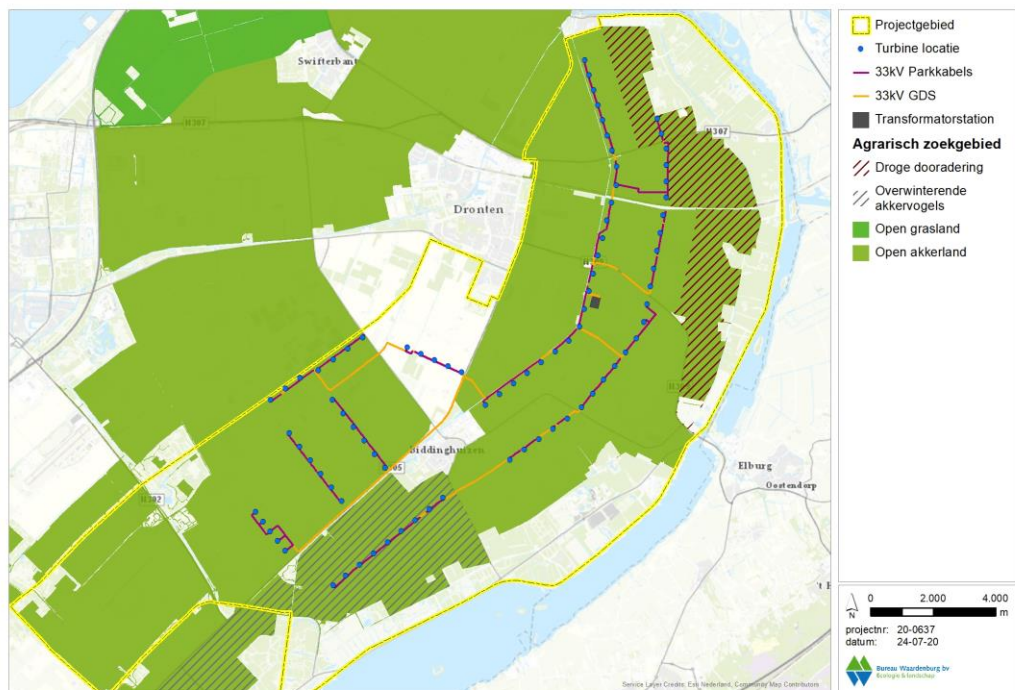 Swifterbant
N307
N307
Dronten
Biddinghuizen
N305
N302
Elburg
Oostendorp
't H
Service Layer Credits: Esri Nederland, Community Map Contributors
Projectgebied
Turbine locatie
33kV Parkkabels
33kV GDS
Transformatorstation
Agrarisch zoekgebied
Droge dooradering
Overwinterende
akkervogels
Open grasland
Open akkerland
N
0 2.000 4.000
m
projectnr: 20-0637
datum: 24-07-20
Bureau Waardenburg bv
Ecologie & landschap